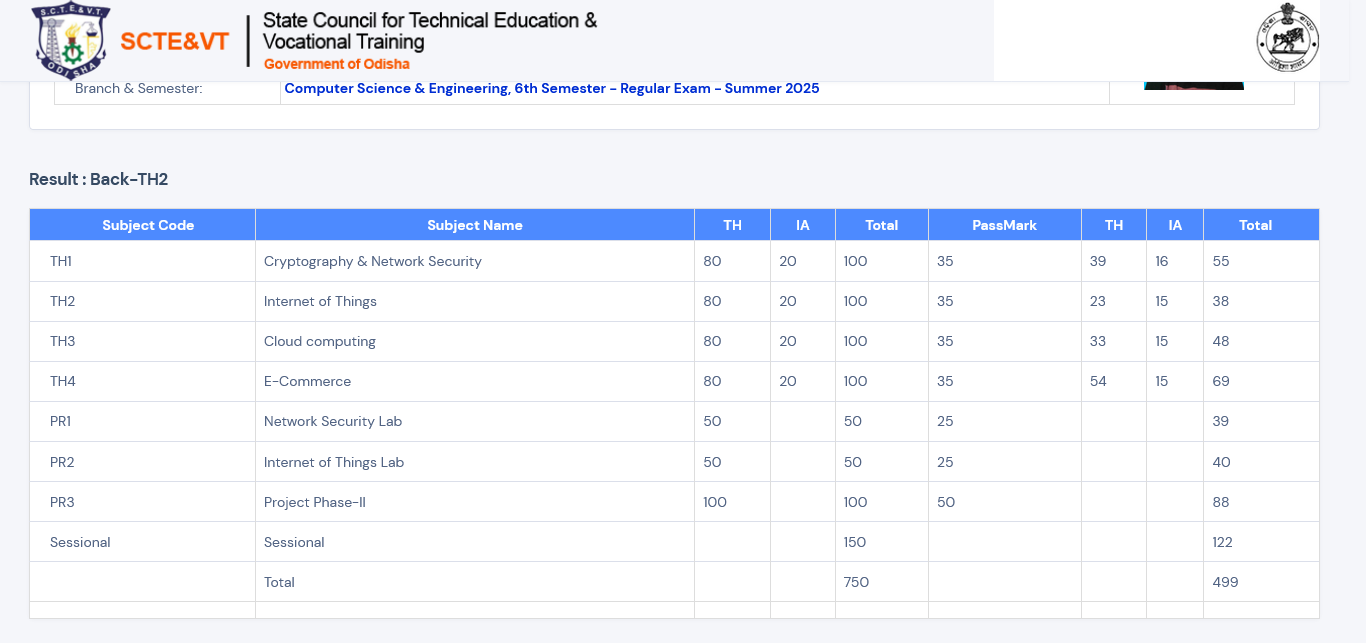 S.C.T.E.&V.T.
ODISHA
SCTE&VT
State Council for Technical Education &
Vocational Training
Government of Odisha
Branch & Semester: Computer Science & Engineering, 6th Semester - Regular Exam - Summer 2025
Result : Back-TH2
Subject Code Subject Name TH IA Total PassMark TH IA Total
TH1 Cryptography & Network Security 80 20 100 35 39 16 55
TH2 Internet of Things 80 20 100 35 23 15 38
TH3 Cloud computing 80 20 100 35 33 15 48
TH4 E-Commerce 80 20 100 35 54 15 69
PR1 Network Security Lab 50 50 25 39
PR2 Internet of Things Lab 50 50 25 40
PR3 Project Phase-II 100 100 50 88
Sessional Sessional 150 122
Total 750 499